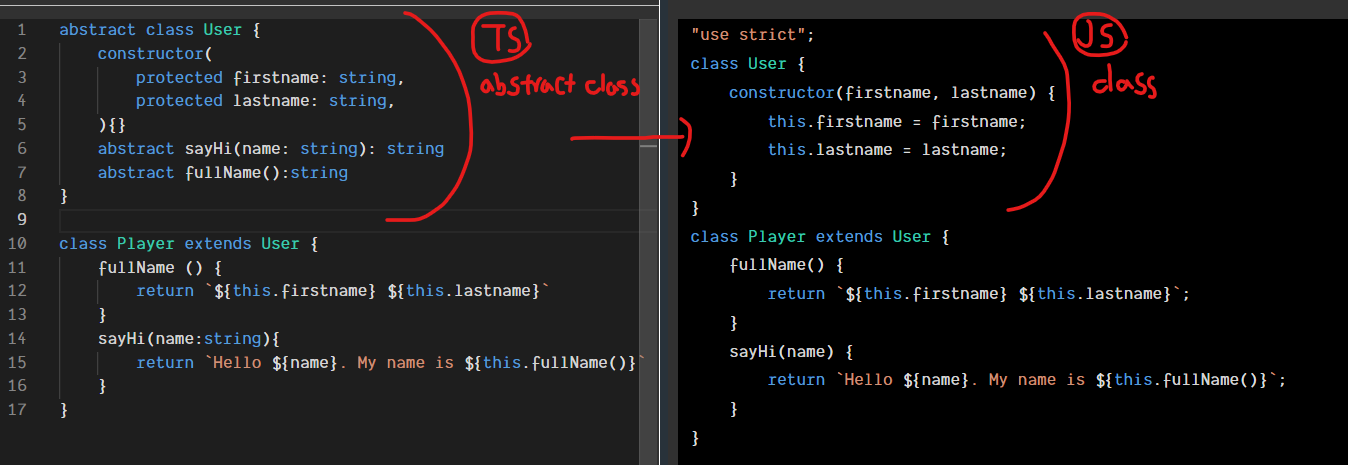 1 abstract class User {
2 constructor(
3 protected firstname: string,
4 protected lastname: string,
5 ){}
6 abstract sayHi(name: string): string
7 abstract fullName():string
8 }
9
10 class Player extends User {
11 fullName () {
12 return `${this.firstname} ${this.lastname}`
13 }
14 sayHi(name:string){
15 return `Hello ${name}. My name is ${this.fullName()}`
16 }
17 }
TS
abstract class
"use strict";
class User {
constructor(firstname, lastname) {
this.firstname = firstname;
this.lastname = lastname;
}
}
class Player extends User {
fullName() {
return `${this.firstname} ${this.lastname}`;
}
sayHi(name) {
return `Hello ${name}. My name is ${this.fullName()}`;
}
}
JS
class